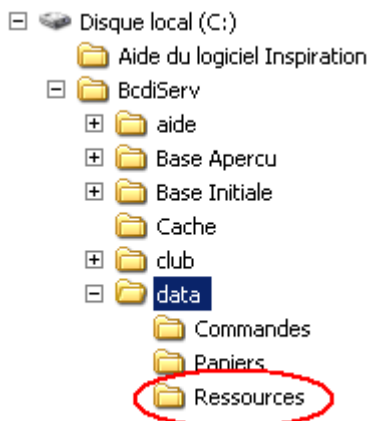 Disque local (C:)
Aide du logiciel Inspiration
BcdiServ
aide
Base Apercu
Base Initiale
Cache
club
data
Commandes
Paniers
Ressources